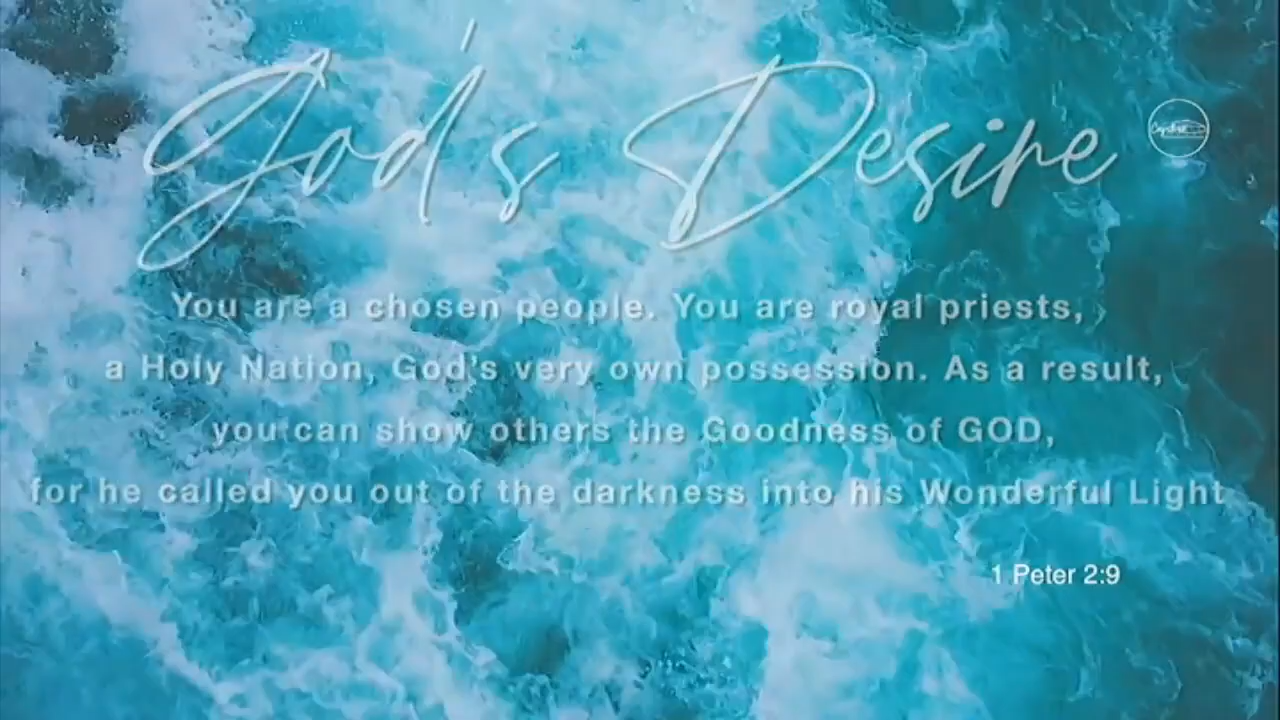 God's Desire
You are a chosen people. You are royal priests,
a Holy Nation, God's very own possession. As a result,
you can show others the Goodness of GOD,
for he called you out of the darkness into his Wonderful Light
1 Peter 2:9